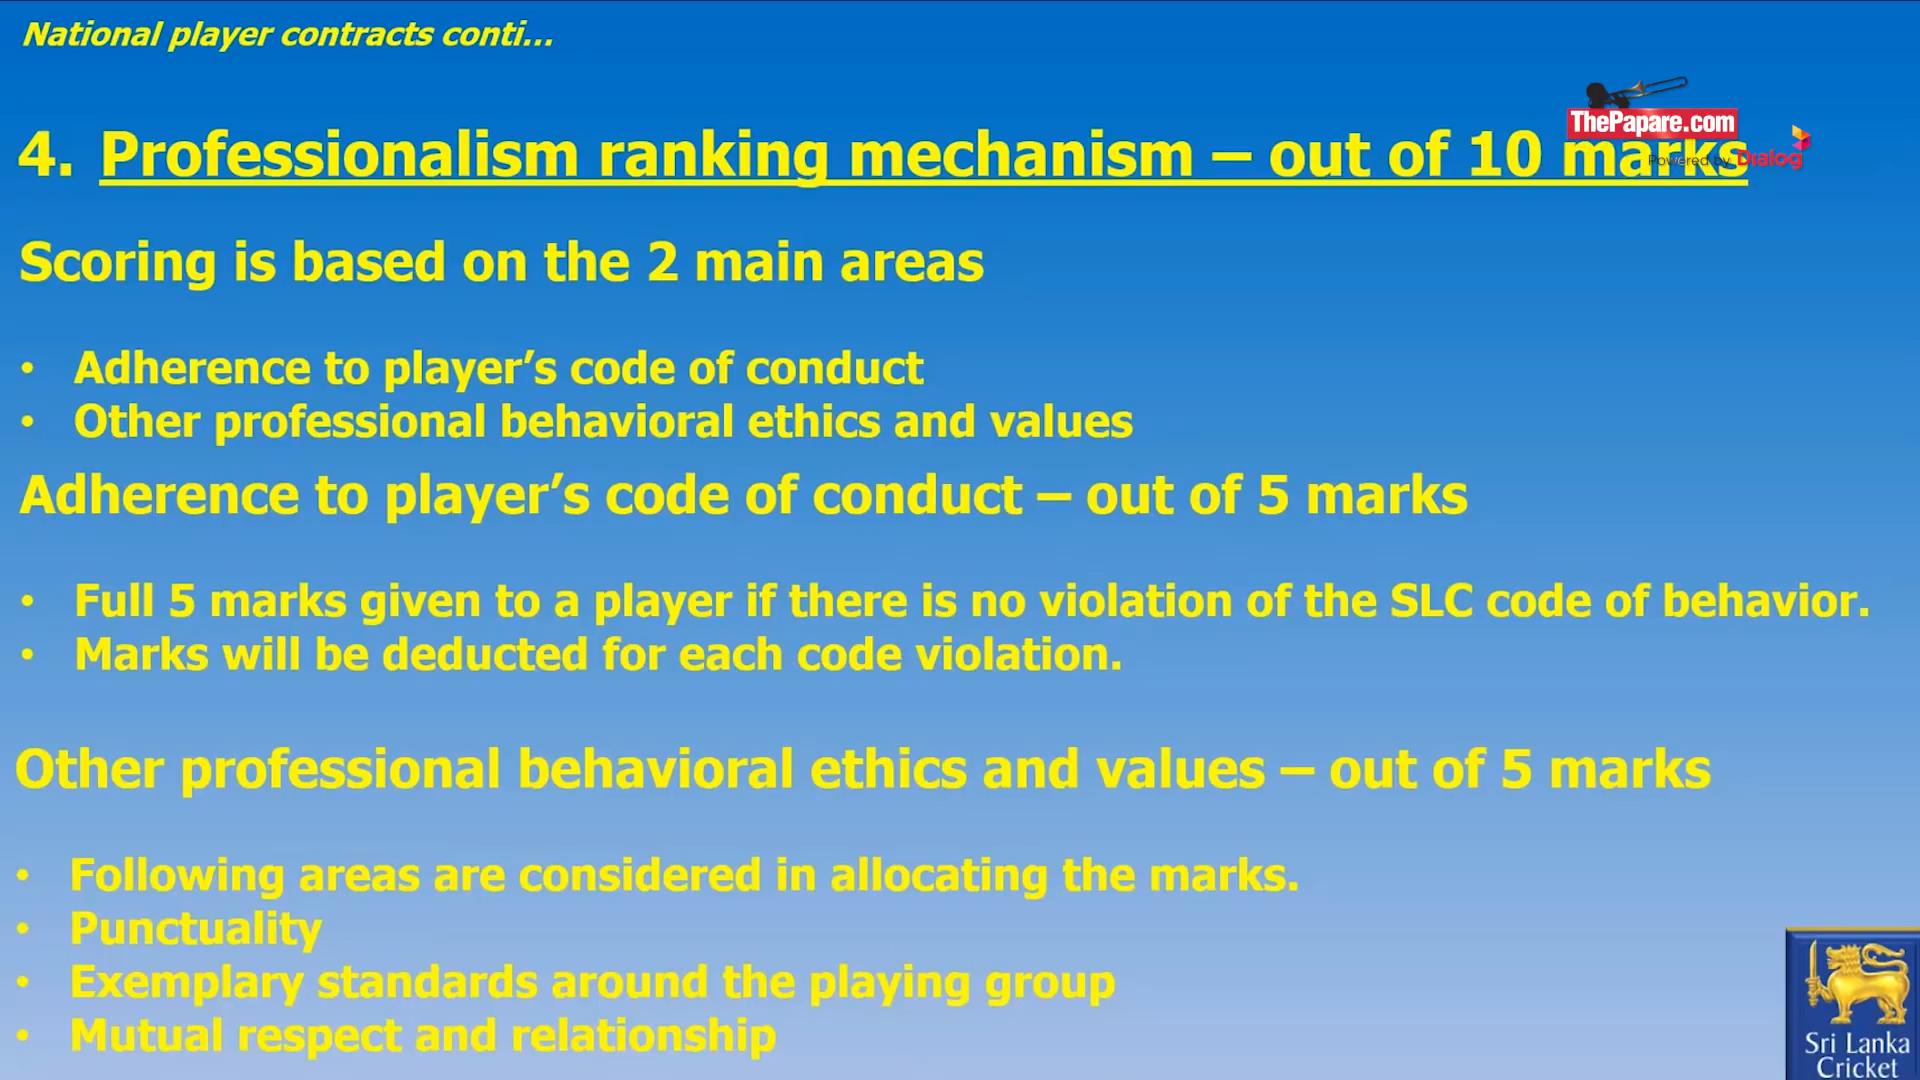 National player contracts conti...
ThePapare.com
Powered by Dialog
4. Professionalism ranking mechanism – out of 10 marks
Scoring is based on the 2 main areas
• Adherence to player’s code of conduct
• Other professional behavioral ethics and values
Adherence to player’s code of conduct – out of 5 marks
• Full 5 marks given to a player if there is no violation of the SLC code of behavior.
• Marks will be deducted for each code violation.
Other professional behavioral ethics and values – out of 5 marks
• Following areas are considered in allocating the marks.
• Punctuality
• Exemplary standards around the playing group
• Mutual respect and relationship
Sri Lanka
Cricket